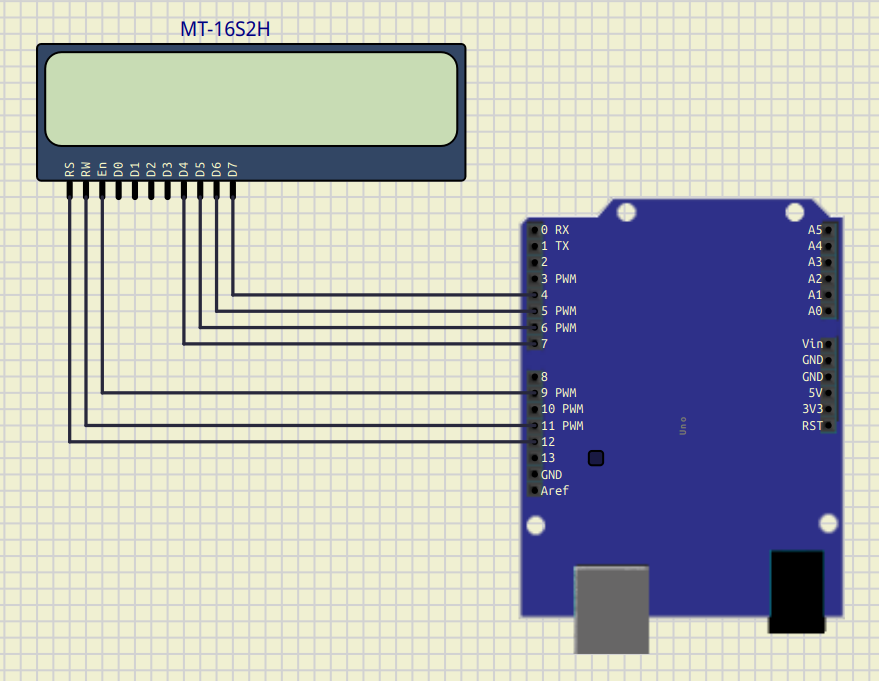 MT-16S2H
RS RW En D0 D1 D2 D3 D4 D5 D6 D7
0 RX
1 TX
2
3 PWM
4
5 PWM
6 PWM
7
8
9 PWM
10 PWM
11 PWM
12
13
GND
Aref
Uno
A5
A4
A3
A2
A1
A0
Vin
GND
GND
5V
3V3
RST